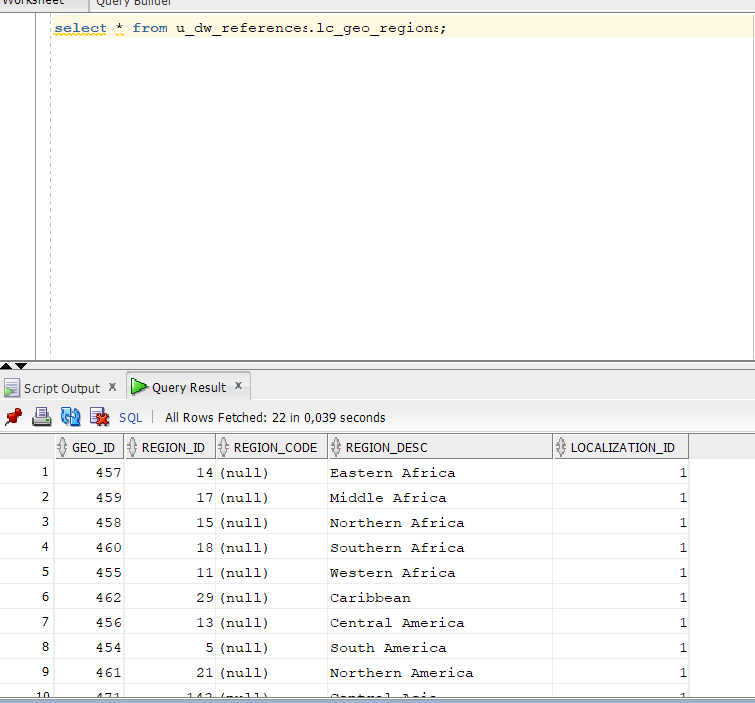 Worksheet Query Builder
select * from u_dw_references.lc_geo_regions;
Script Output x Query Result x
SQL All Rows Fetched: 22 in 0,039 seconds
GEO_ID REGION_ID REGION_CODE REGION_DESC LOCALIZATION_ID
1 457 14 (null) Eastern Africa 1
2 459 17 (null) Middle Africa 1
3 458 15 (null) Northern Africa 1
4 460 18 (null) Southern Africa 1
5 455 11 (null) Western Africa 1
6 462 29 (null) Caribbean 1
7 456 13 (null) Central America 1
8 454 5 (null) South America 1
9 461 21 (null) Northern America 1
10 471 (null) Central Asia 1